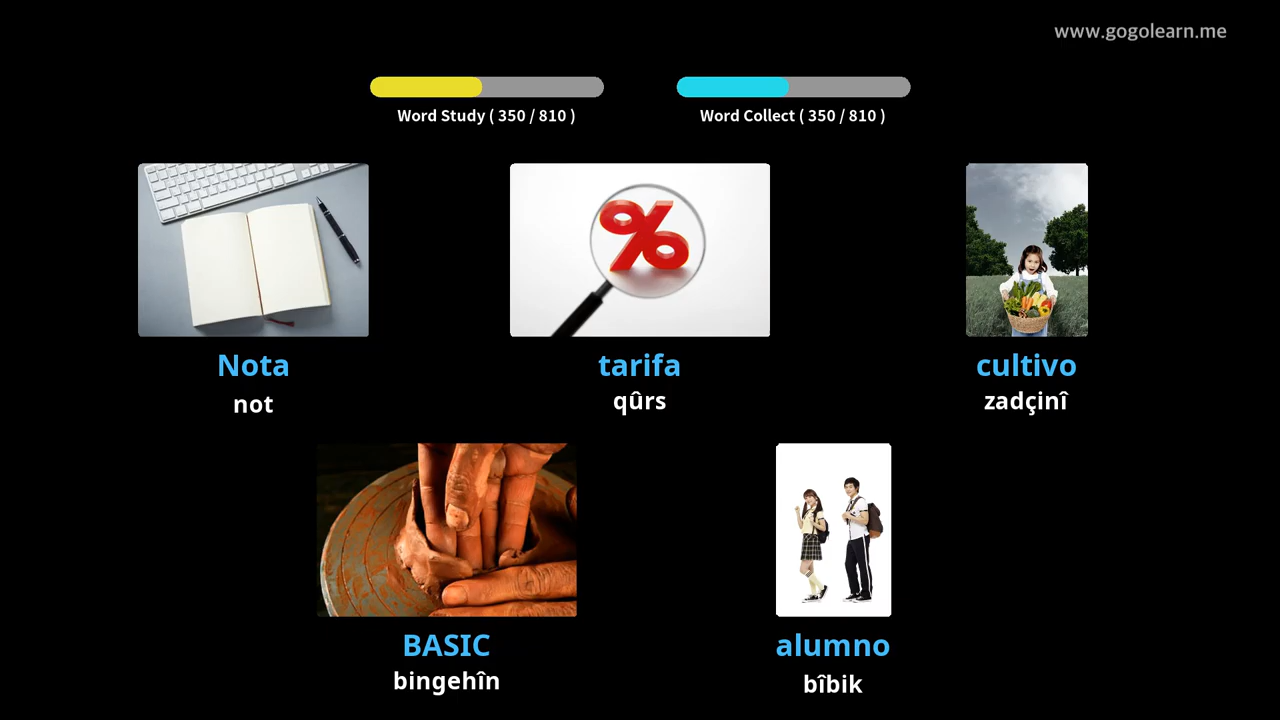 www.gogolearn.me
Word Study ( 350 / 810 )
Word Collect ( 350 / 810 )
Nota
not
tarifa
qûrs
cultivo
zadçinî
BASIC
bingehîn
alumno
bîbik